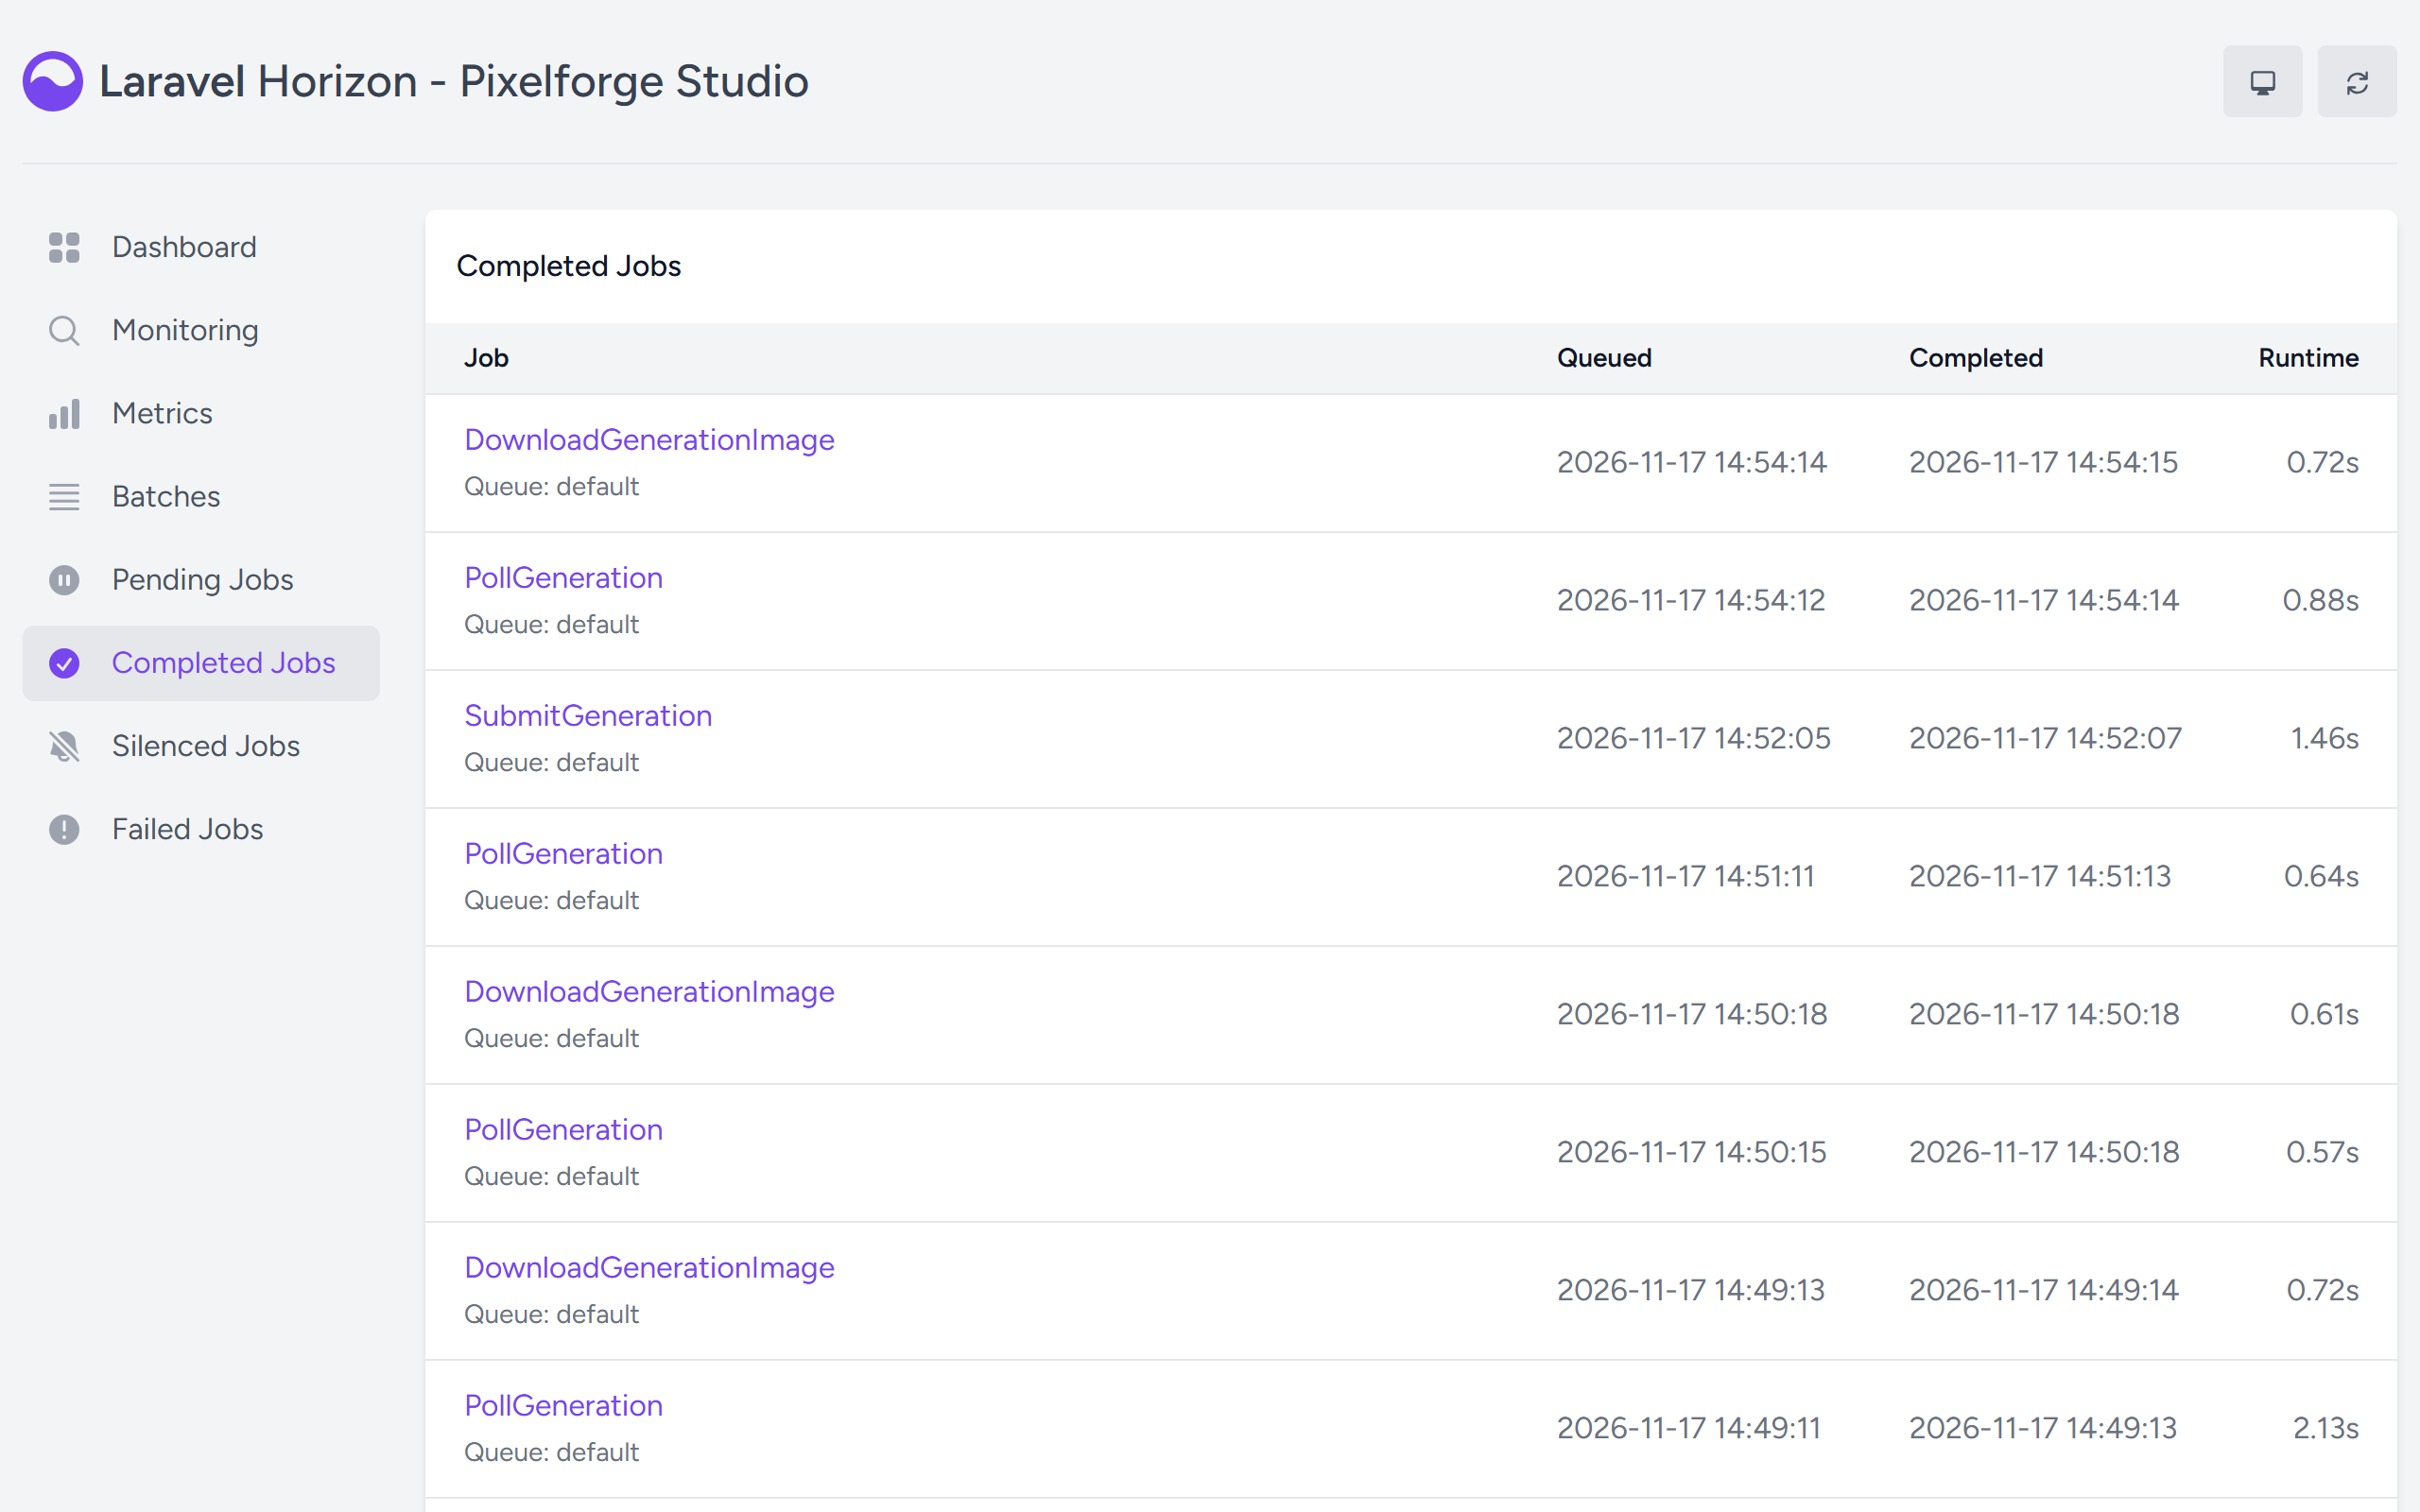 Laravel Horizon - Pixelforge Studio
Dashboard
Monitoring
Metrics
Batches
Pending Jobs
Completed Jobs
Silenced Jobs
Failed Jobs
Completed Jobs
Job Queued Completed Runtime
DownloadGenerationImage
Queue: default
2026-11-17 14:54:14 2026-11-17 14:54:15 0.72s
PollGeneration
Queue: default
2026-11-17 14:54:12 2026-11-17 14:54:14 0.88s
SubmitGeneration
Queue: default
2026-11-17 14:52:05 2026-11-17 14:52:07 1.46s
PollGeneration
Queue: default
2026-11-17 14:51:11 2026-11-17 14:51:13 0.64s
DownloadGenerationImage
Queue: default
2026-11-17 14:50:18 2026-11-17 14:50:18 0.61s
PollGeneration
Queue: default
2026-11-17 14:50:15 2026-11-17 14:50:18 0.57s
DownloadGenerationImage
Queue: default
2026-11-17 14:49:13 2026-11-17 14:49:14 0.72s
PollGeneration
Queue: default
2026-11-17 14:49:11 2026-11-17 14:49:13 2.13s